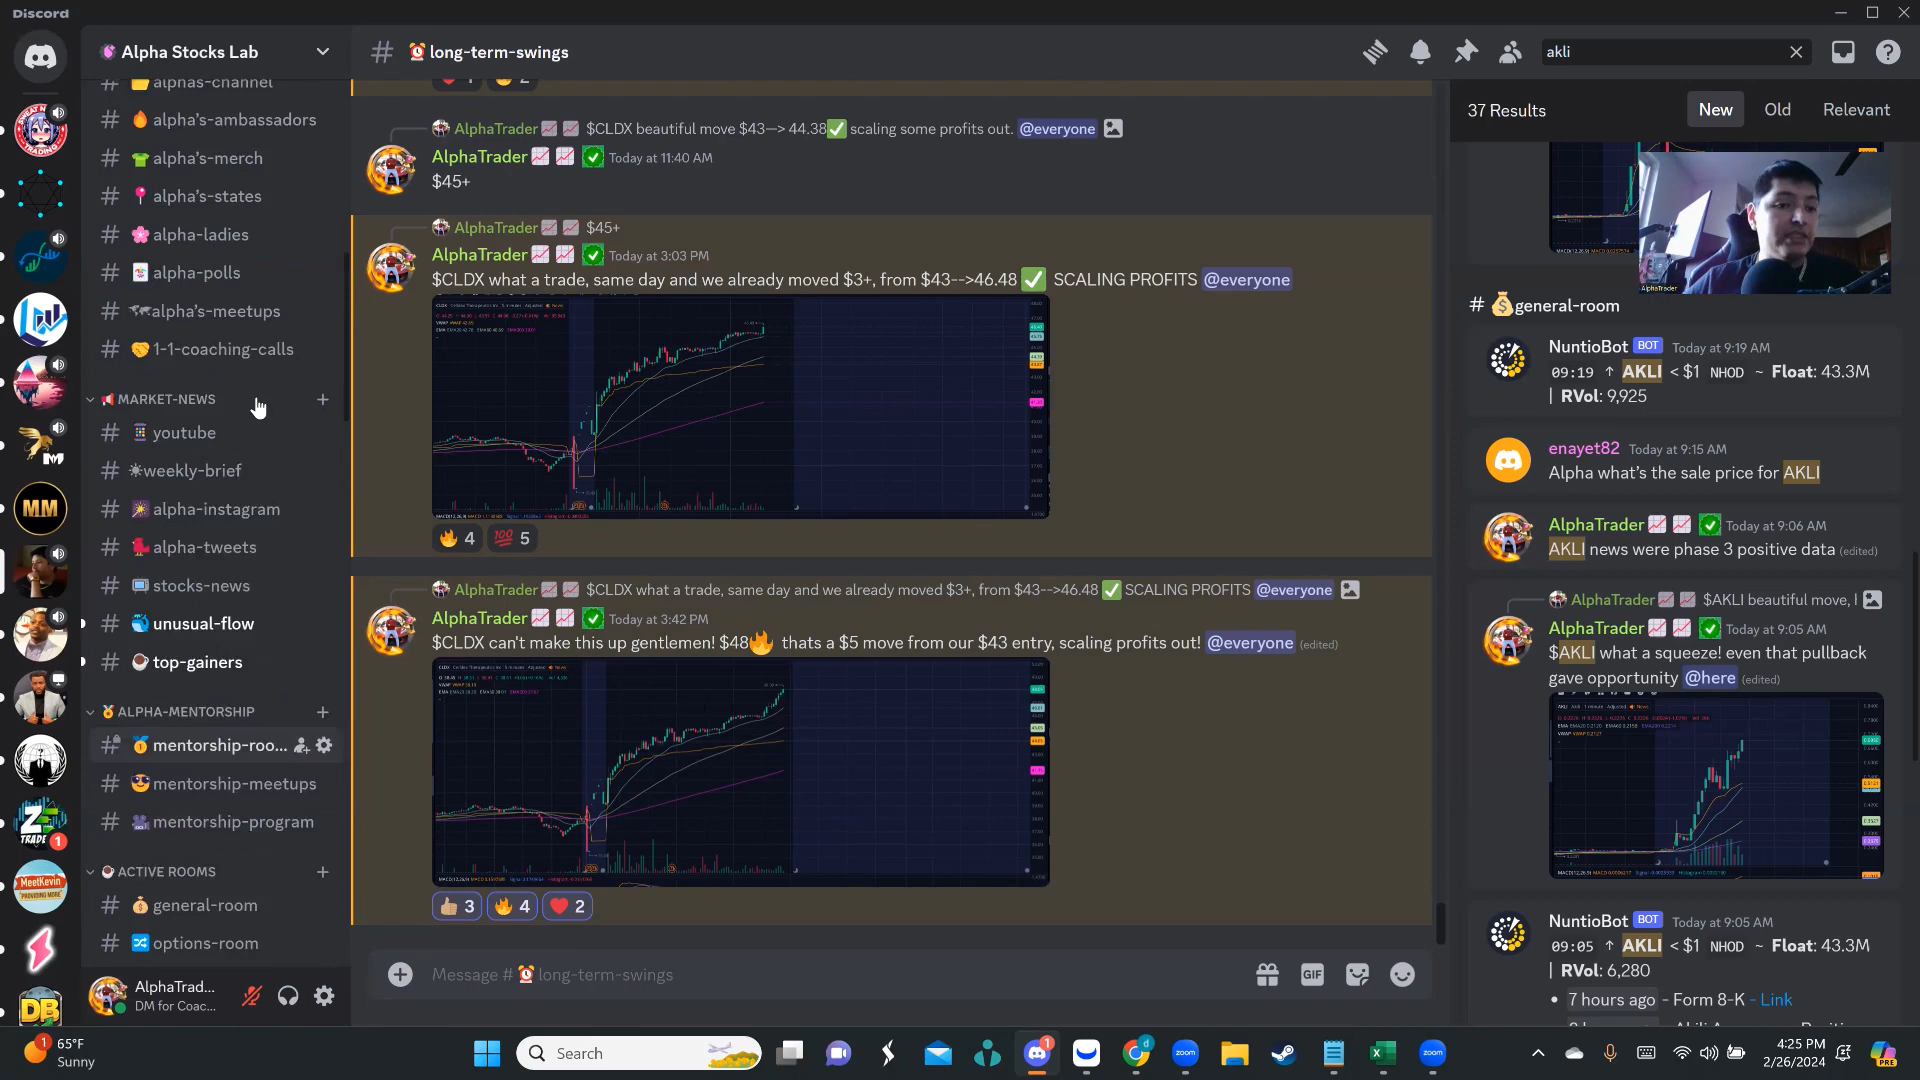 Discord
Alpha Stocks Lab
# long-term-swings
akli
alphas-channel
alpha's-ambassadors
alpha's-merch
alpha's-states
alpha-ladies
alpha-polls
alpha's-meetups
1-1-coaching-calls
MARKET-NEWS
youtube
weekly-brief
alpha-instagram
alpha-tweets
stocks-news
unusual-flow
top-gainers
ALPHA-MENTORSHIP
mentorship-roo...
mentorship-meetups
mentorship-program
ACTIVE ROOMS
general-room
options-room
AlphaTrad...
DM for Coac...
AlphaTrader $CLDX beautiful move $43—> 44.38✅ scaling some profits out. @everyone
AlphaTrader Today at 11:40 AM
$45+
AlphaTrader $45+
AlphaTrader Today at 3:03 PM
$CLDX what a trade, same day and we already moved $3+, from $43-->46.48 ✅ SCALING PROFITS @everyone
🔥 4 💯 5
AlphaTrader $CLDX what a trade, same day and we already moved $3+, from $43-->46.48 ✅ SCALING PROFITS @everyone
AlphaTrader Today at 3:42 PM
$CLDX can't make this up gentlemen! $48🔥 thats a $5 move from our $43 entry, scaling profits out! @everyone (edited)
👍 3 🔥 4 ❤️ 2
Message # ⏰ long-term-swings
37 Results
New Old Relevant
AlphaTrader
# 💰general-room
NuntioBot BOT Today at 9:19 AM
09:19 ↑ AKLI < $1 NHOD ~ Float: 43.3M
| RVol: 9,925
enayet82 Today at 9:15 AM
Alpha what's the sale price for AKLI
AlphaTrader Today at 9:06 AM
AKLI news were phase 3 positive data (edited)
AlphaTrader $AKLI beautiful move, h
AlphaTrader Today at 9:05 AM
$AKLI what a squeeze! even that pullback
gave opportunity @here (edited)
NuntioBot BOT Today at 9:05 AM
09:05 ↑ AKLI < $1 NHOD ~ Float: 43.3M
| RVol: 6,280
• 7 hours ago - Form 8-K - Link
MM
TRADE
1
MeetKevin
PROVIDING MORE
DB
65°F
Sunny
Search
zoom
zoom
4:25 PM
2/26/2024
PRE